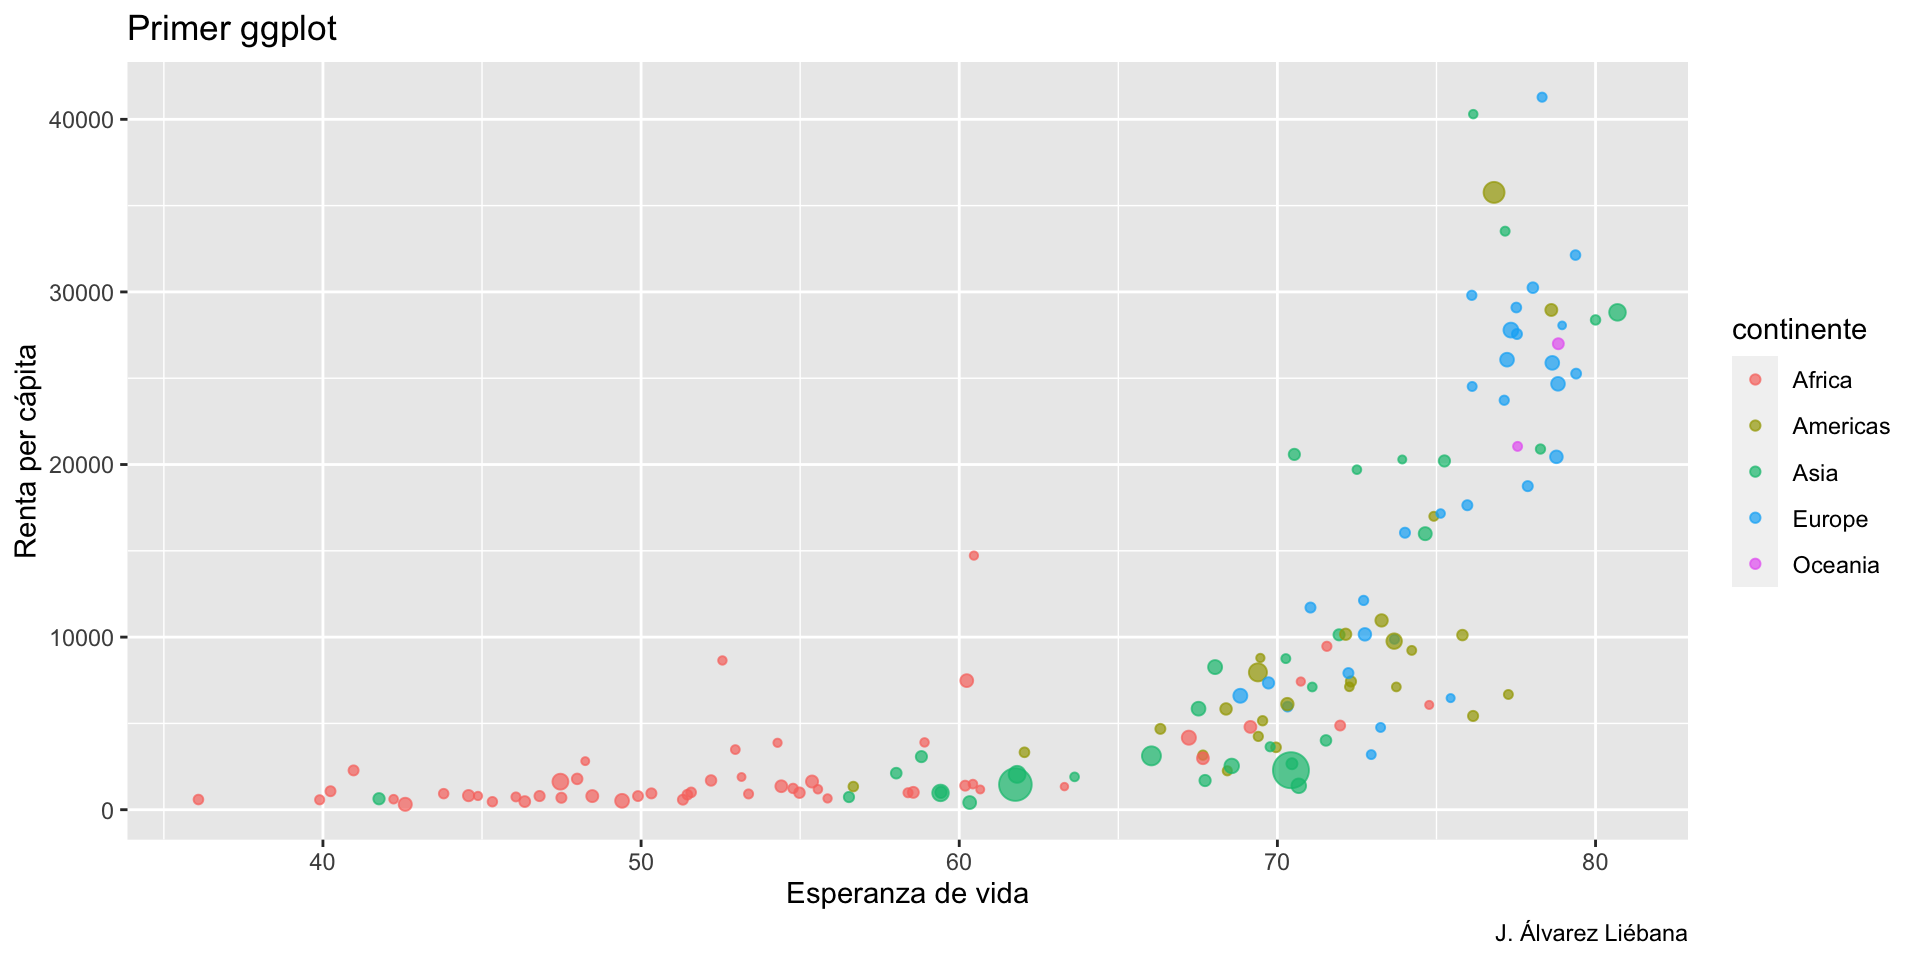 Primer ggplot
40000
30000
20000
10000
0
Renta per cápita
40 50 60 70 80
Esperanza de vida
continente
Africa
Americas
Asia
Europe
Oceania
J. Álvarez Liébana